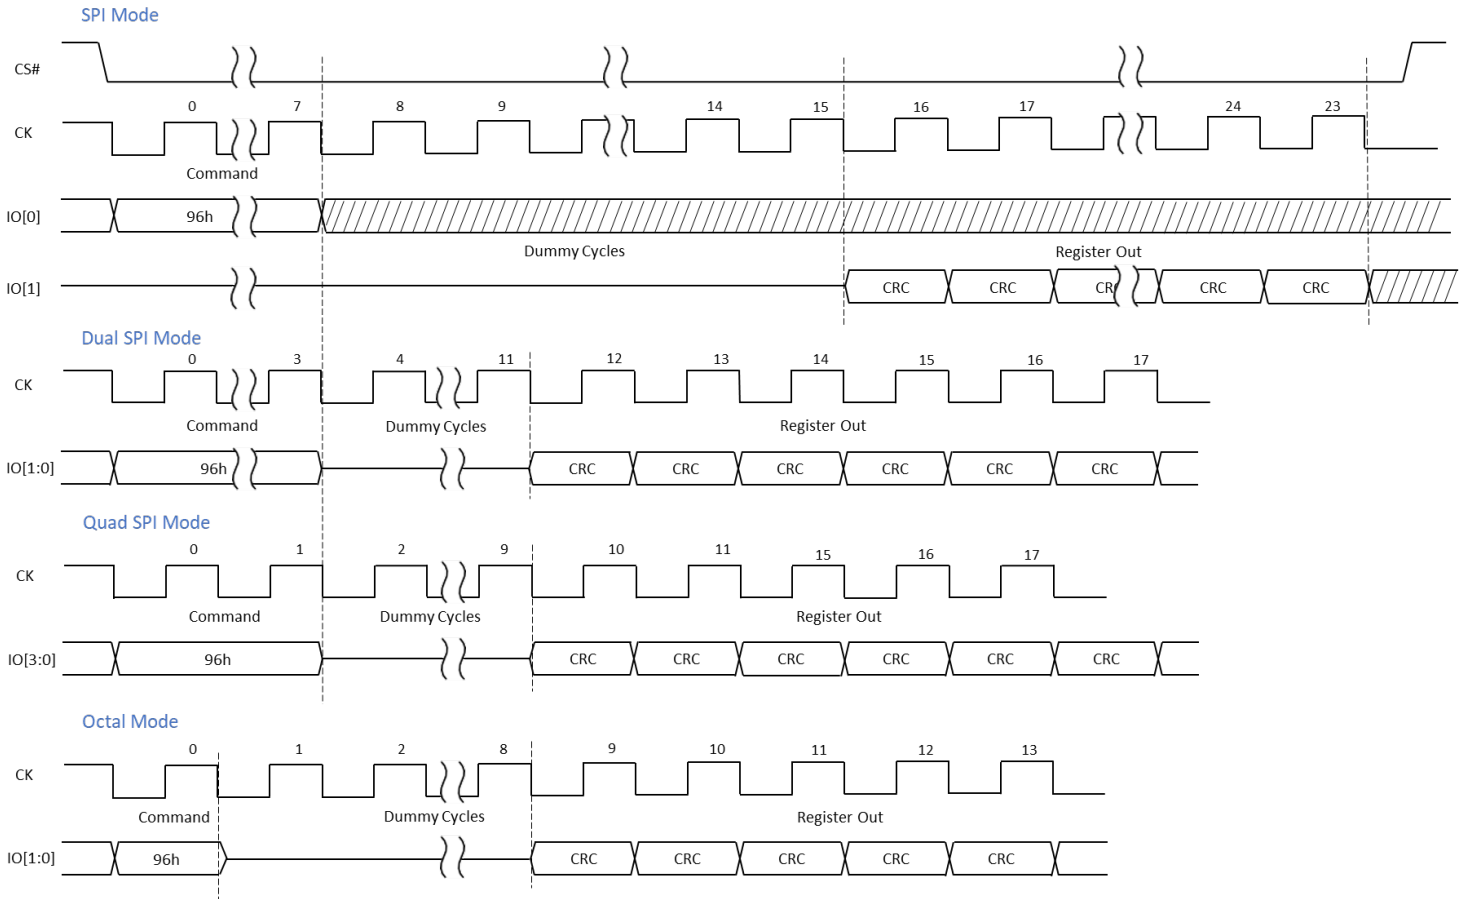 SPI Mode
CS#
0 7 8 9 14 15 16 17 24 23
CK
Command
IO[0] 96h
Dummy Cycles Register Out
IO[1] CRC CRC CRC CRC CRC
Dual SPI Mode
0 3 4 11 12 13 14 15 16 17
CK
Command Dummy Cycles Register Out
IO[1:0] 96h CRC CRC CRC CRC CRC CRC
Quad SPI Mode
0 1 2 9 10 11 15 16 17
CK
Command Dummy Cycles Register Out
IO[3:0] 96h CRC CRC CRC CRC CRC CRC
Octal Mode
0 1 2 8 9 10 11 12 13
CK
Command Dummy Cycles Register Out
IO[1:0] 96h CRC CRC CRC CRC CRC